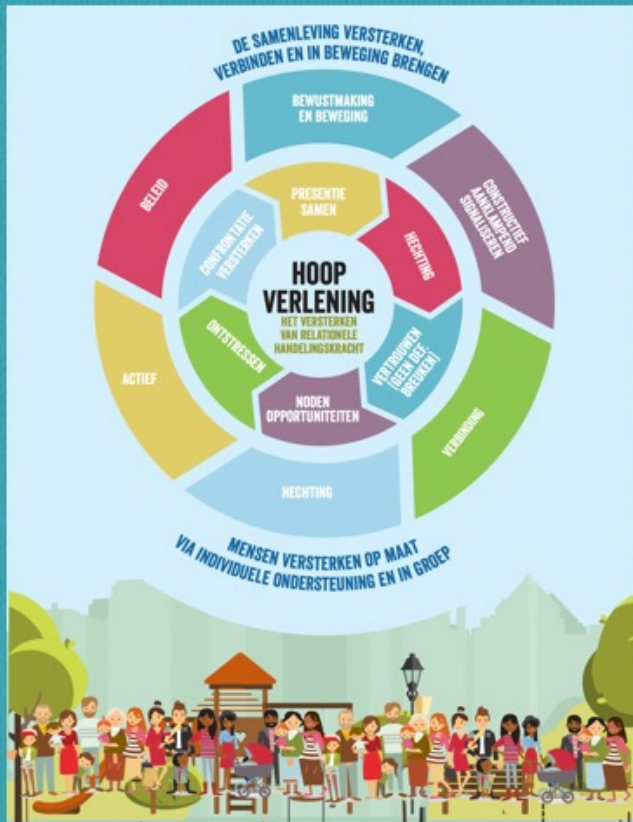 DE SAMENLEVING VERSTERKEN,
VERBINDEN EN IN BEWEGING BRENGEN
BEWUSTMAKING
EN BEWEGING
CONSTRUCTIEF
AANKLAMPEND
SIGNALISEREN
VERBINDING
HECHTING
ACTIEF
BELEID
PRESENTIE
SAMEN
HECHTING
VERTROUWEN
(GEEN DEF.
BREUKEN)
NODEN
OPPORTUNITEITEN
ONTSTRESSEN
CONFRONTATIE
VERSTERKEN
HOOP
VERLENING
HET VERSTERKEN
VAN RELATIONELE
HANDELINGSKRACHT
MENSEN VERSTERKEN OP MAAT
VIA INDIVIDUELE ONDERSTEUNING EN IN GROEP